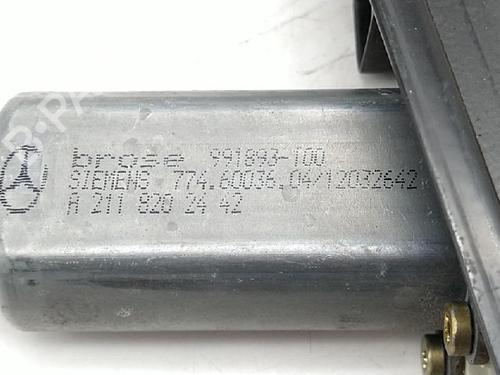 brose 991893-100
SIEMENS 774.60036.04/12032642
A 211 820 24 42